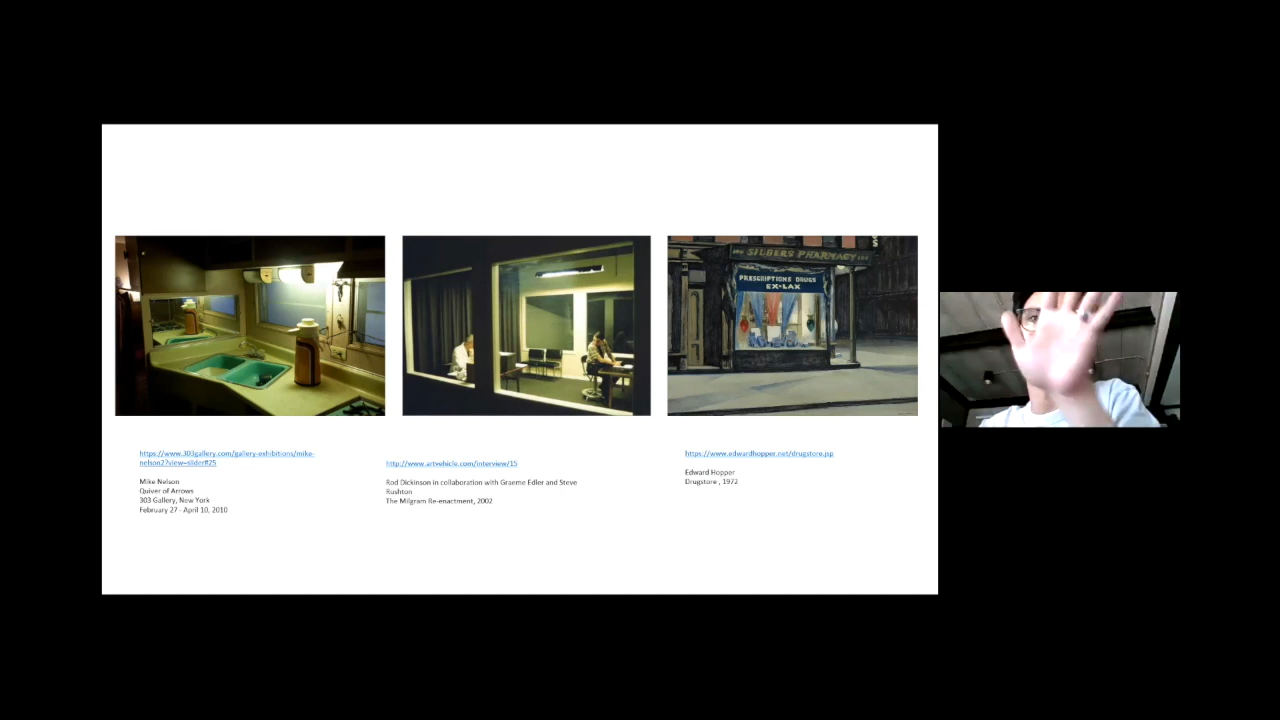 SILBERS PHARMACY
PRESCRIPTIONS DRUGS
EX-LAX
https://www.303gallery.com/gallery-exhibitions/mike-
nelson2?view=slider#25
Mike Nelson
Quiver of Arrows
303 Gallery, New York
February 27 - April 10, 2010
http://www.artvehicle.com/interview/15
Rod Dickinson in collaboration with Graeme Edler and Steve
Rushton
The Milgram Re-enactment, 2002
https://www.edwardhopper.net/drugstore.jsp
Edward Hopper
Drugstore , 1972